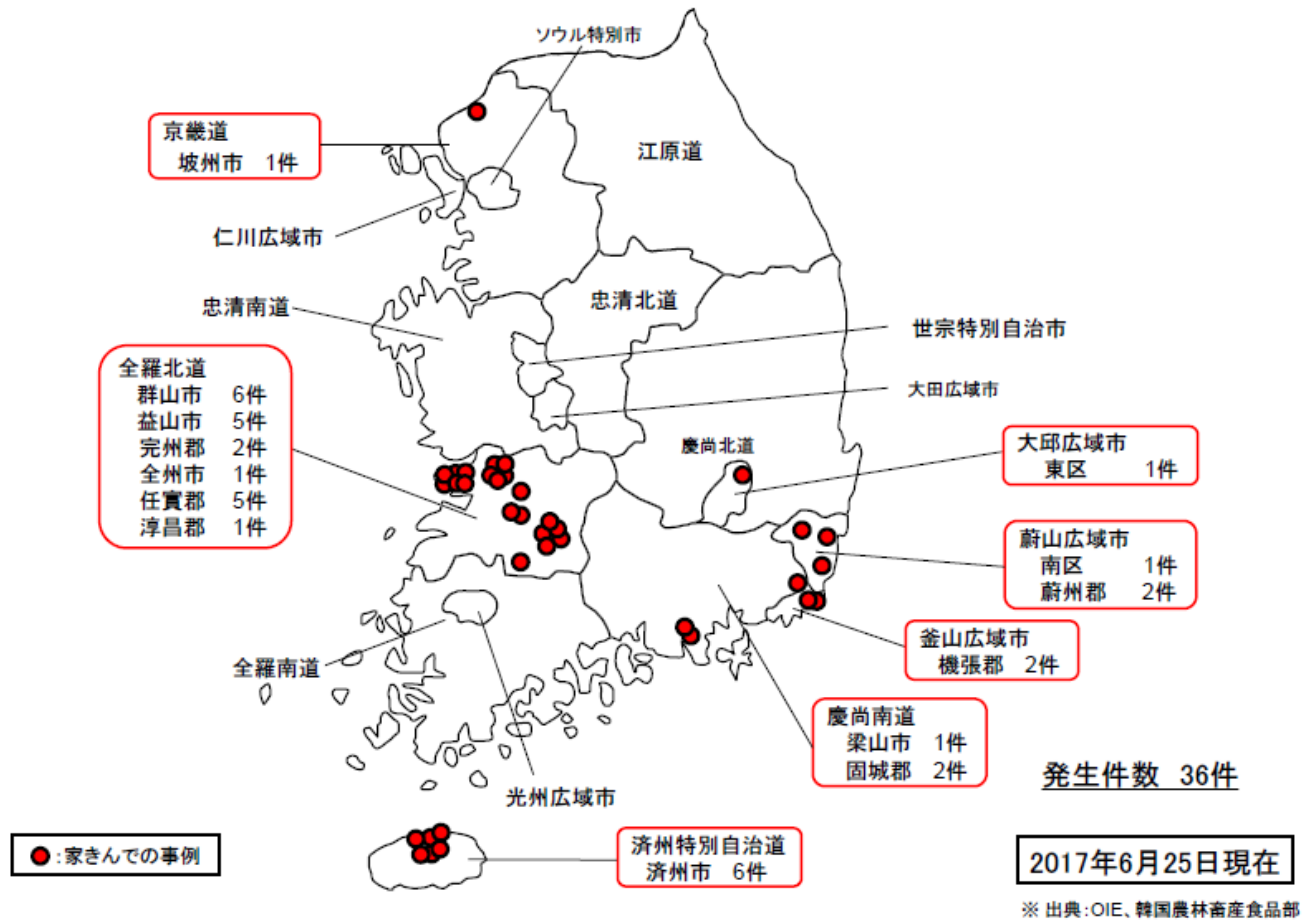 ソウル特別市
京畿道
坡州市 1件
江原道
仁川広域市
忠清南道
忠清北道
世宗特別自治市
大田広域市
全羅北道
群山市 6件
益山市 5件
完州郡 2件
全州市 1件
任實郡 5件
淳昌郡 1件
慶尚北道
大邱広域市
東区 1件
蔚山広域市
南区 1件
蔚州郡 2件
釜山広域市
機張郡 2件
全羅南道
慶尚南道
梁山市 1件
固城郡 2件
光州広域市
発生件数 36件
:家きんでの事例
済州特別自治道
済州市 6件
2017年6月25日現在
※ 出典:OIE、韓国農林畜産食品部